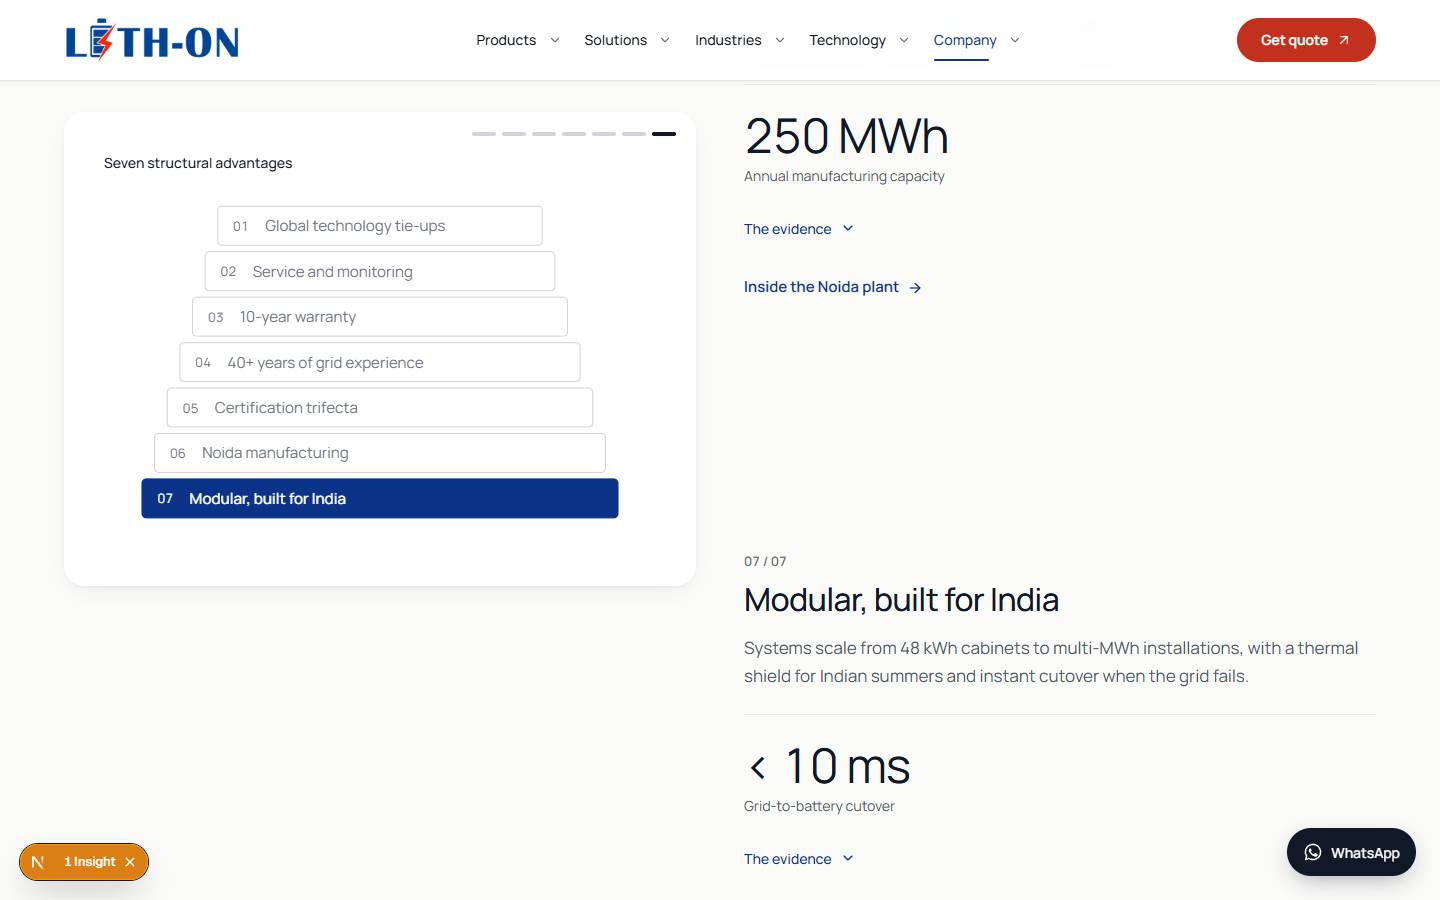 LITH-ON
Products
Solutions
Industries
Technology
Company
Get quote
Seven structural advantages
01 Global technology tie-ups
02 Service and monitoring
03 10-year warranty
04 40+ years of grid experience
05 Certification trifecta
06 Noida manufacturing
07 Modular, built for India
250 MWh
Annual manufacturing capacity
The evidence
Inside the Noida plant
07 / 07
Modular, built for India
Systems scale from 48 kWh cabinets to multi-MWh installations, with a thermal
shield for Indian summers and instant cutover when the grid fails.
< 10 ms
Grid-to-battery cutover
The evidence
N 1 Insight
WhatsApp